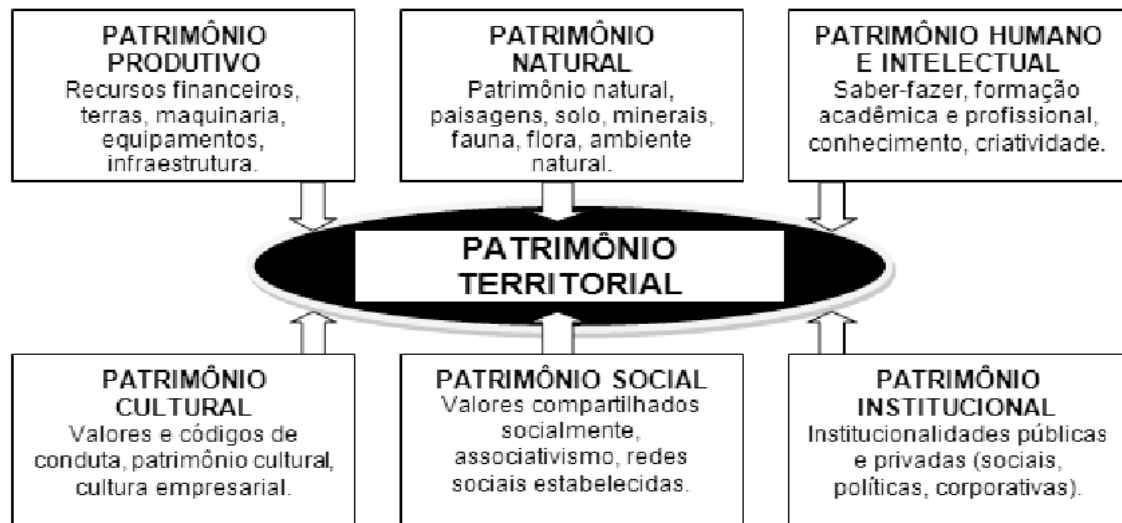 PATRIMÔNIO
PRODUTIVO
Recursos financeiros,
terras, maquinaria,
equipamentos,
infraestrutura.
PATRIMÔNIO
NATURAL
Patrimônio natural,
paisagens, solo, minerais,
fauna, flora, ambiente
natural.
PATRIMÔNIO HUMANO
E INTELECTUAL
Saber-fazer, formação
acadêmica e profissional,
conhecimento, criatividade.
PATRIMÔNIO
TERRITORIAL
PATRIMÔNIO
CULTURAL
Valores e códigos de
conduta, patrimônio cultural,
cultura empresarial.
PATRIMÔNIO SOCIAL
Valores compartilhados
socialmente,
associativismo, redes
sociais estabelecidas.
PATRIMÔNIO
INSTITUCIONAL
Institucionalidades públicas
e privadas (sociais,
políticas, corporativas).